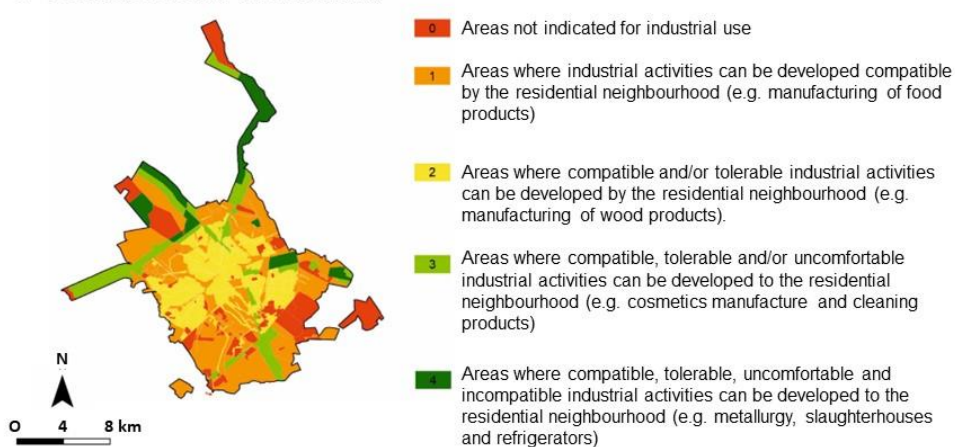 0 Areas not indicated for industrial use
1 Areas where industrial activities can be developed compatible
by the residential neighbourhood (e.g. manufacturing of food
products)
2 Areas where compatible and/or tolerable industrial activities
can be developed by the residential neighbourhood (e.g.
manufacturing of wood products).
3 Areas where compatible, tolerable and/or uncomfortable
industrial activities can be developed to the residential
neighbourhood (e.g. cosmetics manufacture and cleaning
products)
4 Areas where compatible, tolerable, uncomfortable and
incompatible industrial activities can be developed to the
residential neighbourhood (e.g. metallurgy, slaughterhouses
and refrigerators)
N
O 4 8 km